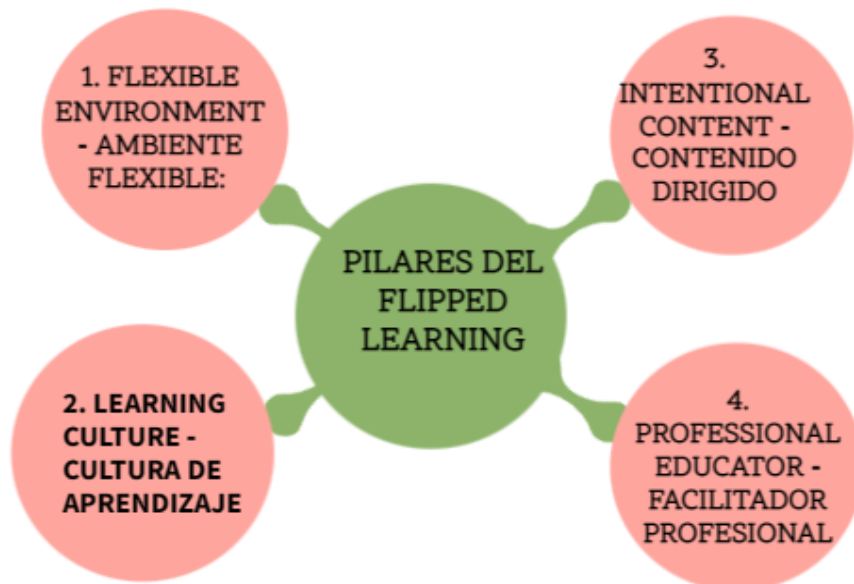 1. FLEXIBLE
ENVIRONMENT
- AMBIENTE
FLEXIBLE:
2. LEARNING
CULTURE -
CULTURA DE
APRENDIZAJE
PILARES DEL
FLIPPED
LEARNING
3.
INTENTIONAL
CONTENT -
CONTENIDO
DIRIGIDO
4.
PROFESSIONAL
EDUCATOR -
FACILITADOR
PROFESIONAL